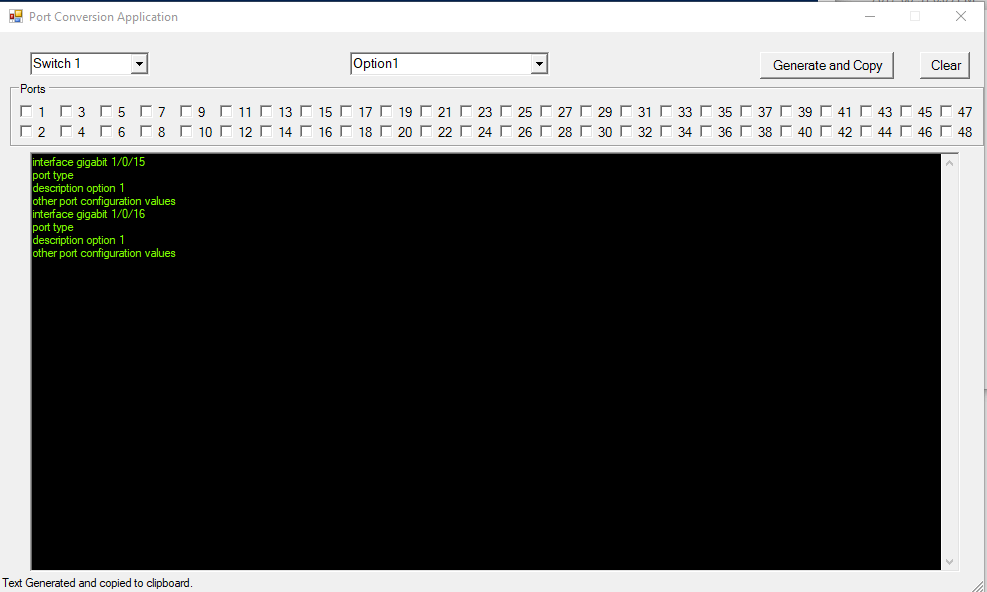 Port Conversion Application
Switch 1 Option1 Generate and Copy Clear
Ports
1 3 5 7 9 11 13 15 17 19 21 23 25 27 29 31 33 35 37 39 41 43 45 47
2 4 6 8 10 12 14 16 18 20 22 24 26 28 30 32 34 36 38 40 42 44 46 48
interface gigabit 1/0/15
port type
description option 1
other port configuration values
interface gigabit 1/0/16
port type
description option 1
other port configuration values
Text Generated and copied to clipboard.